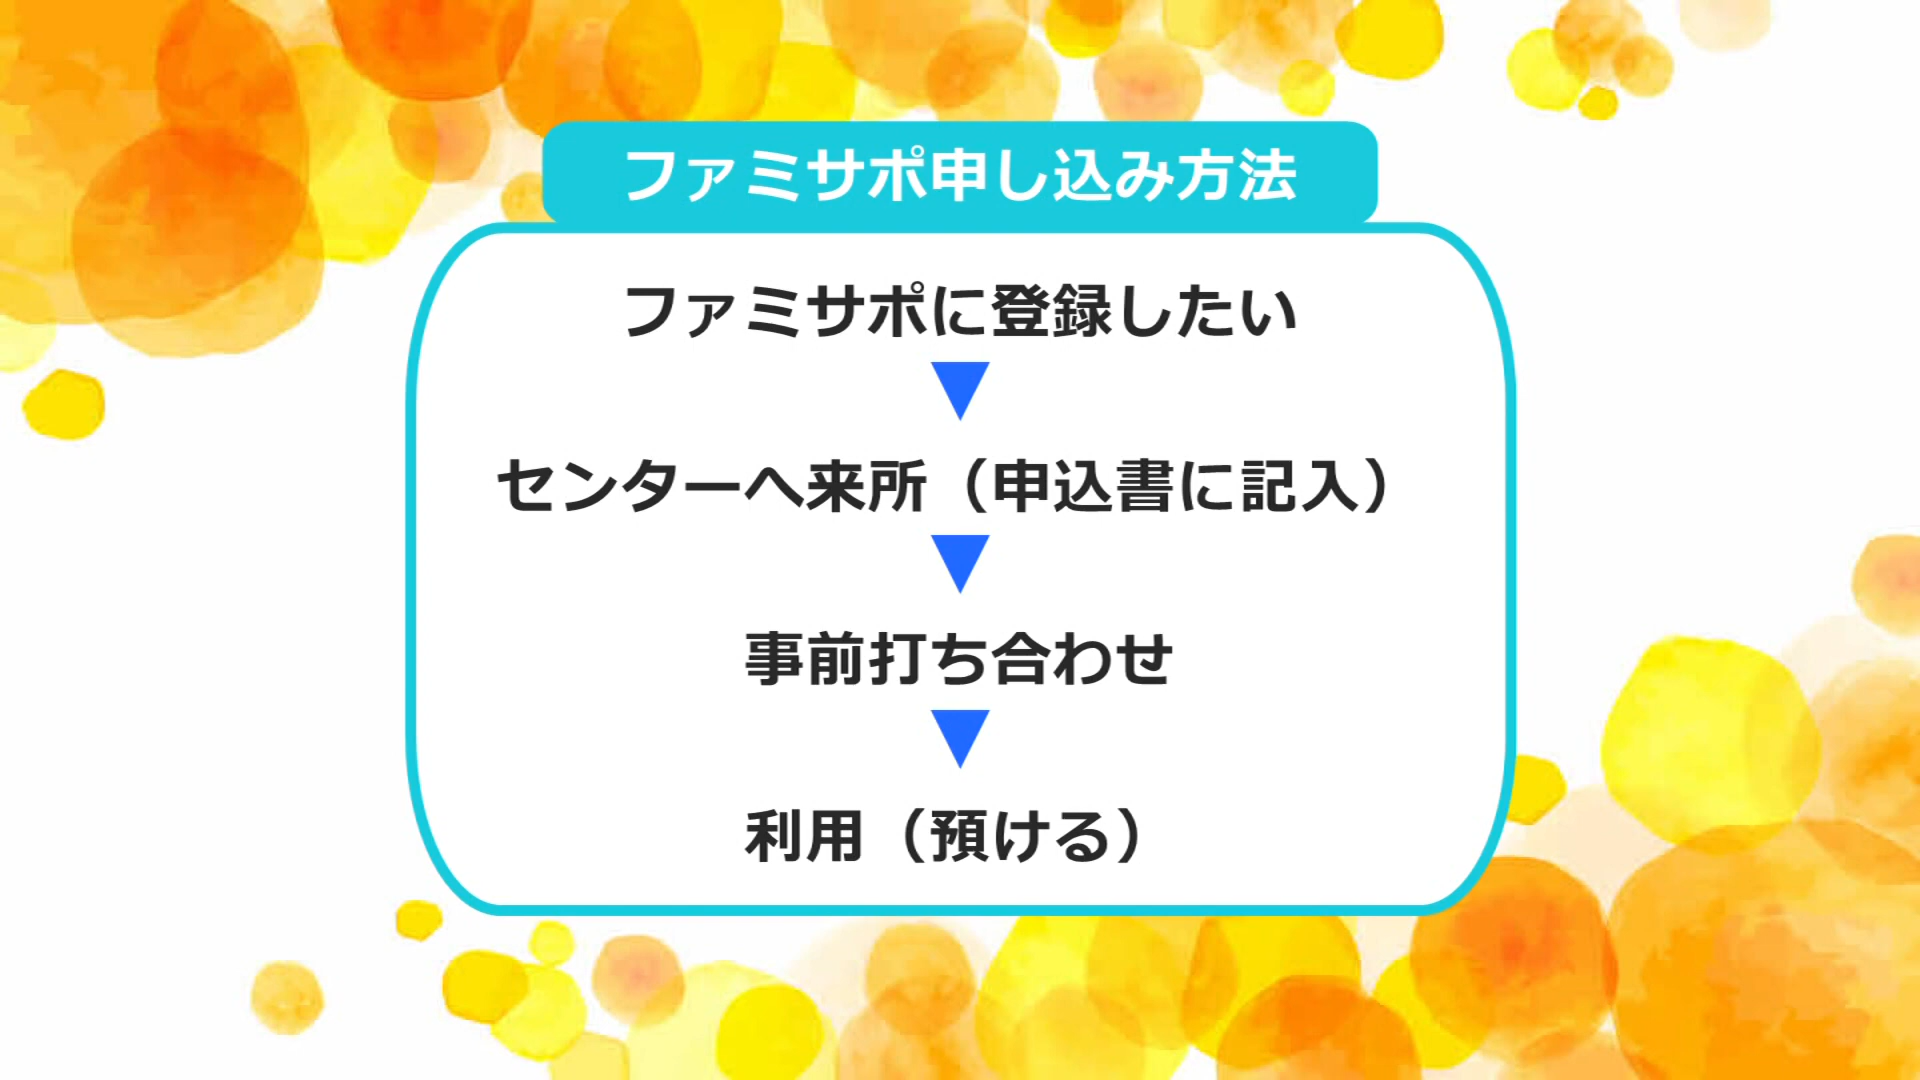 ファミサポ申し込み方法
ファミサポに登録したい
▼
センターへ来所（申込書に記入）
▼
事前打ち合わせ
▼
利用（預ける）